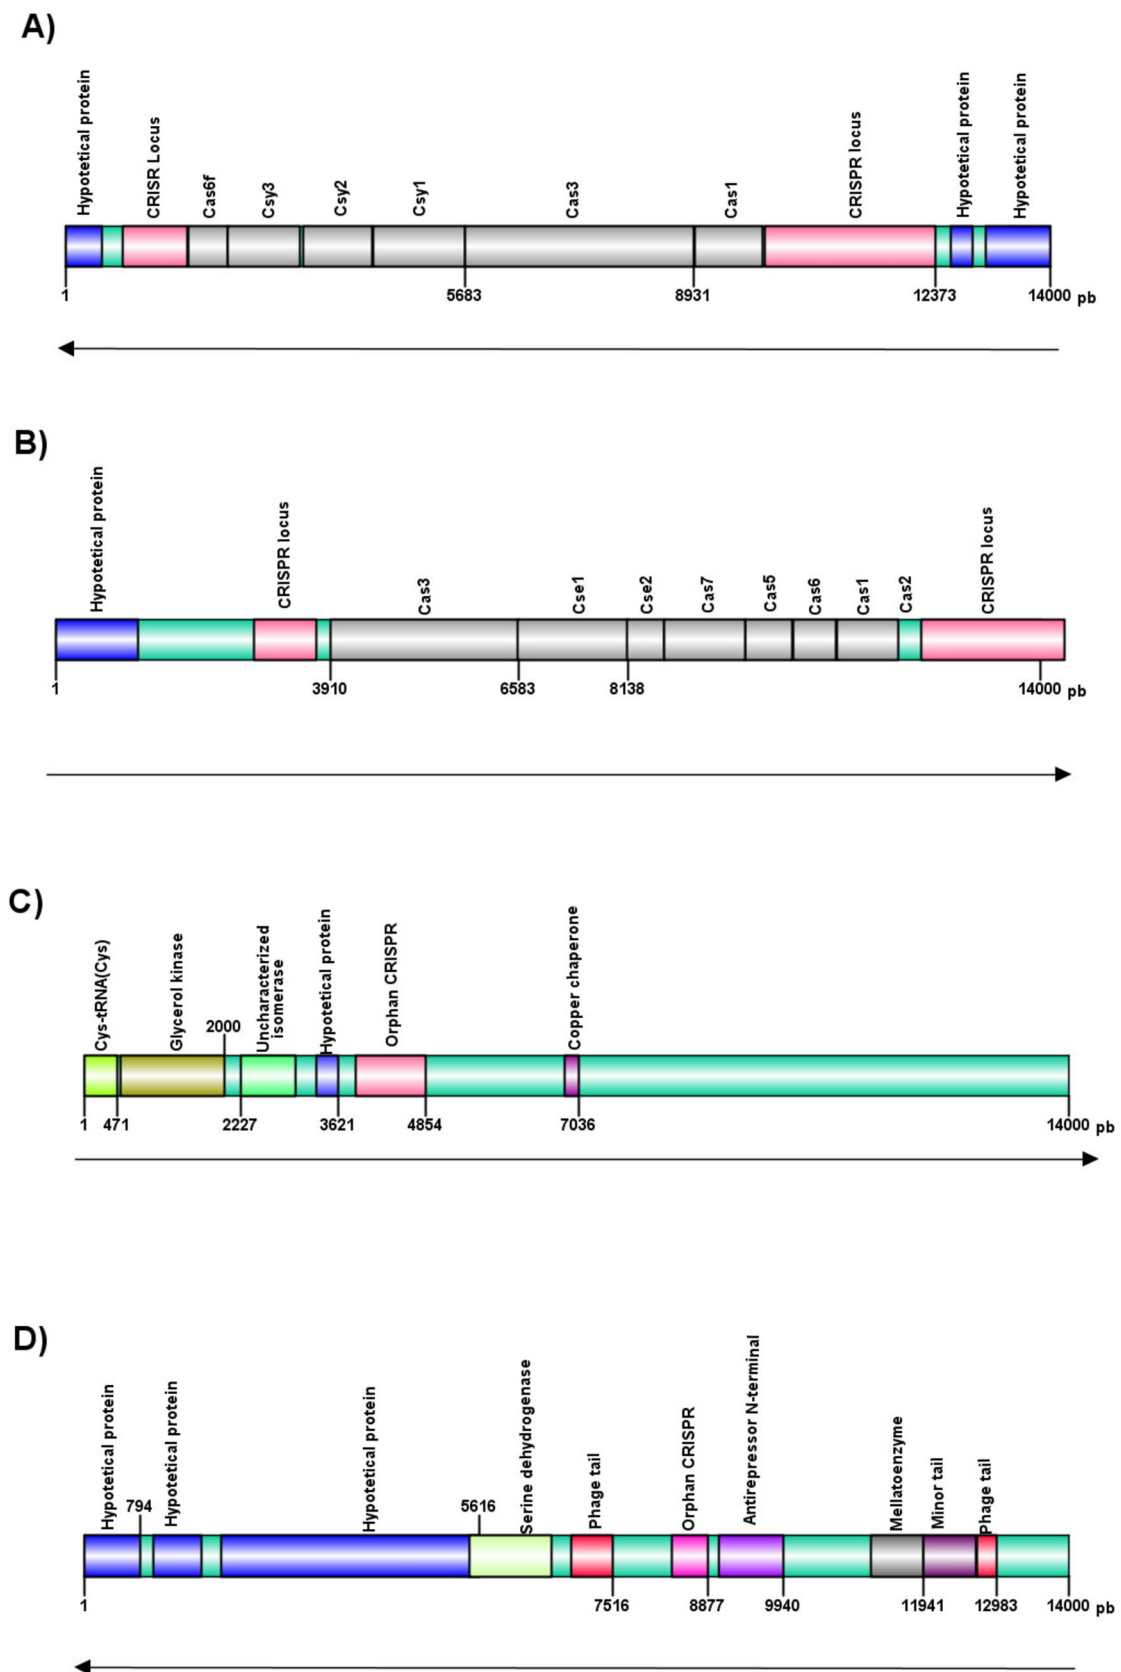 A)
Hypotetical protein
CRISR Locus
Cas6f
Csy3
Csy2
Csy1
Cas3
Cas1
CRISPR locus
Hypotetical protein
Hypotetical protein
1
5683
8931
12373
14000 pb
B)
Hypotetical protein
CRISPR locus
Cas3
Cse1
Cse2
Cas7
Cas5
Cas6
Cas1
Cas2
CRISPR locus
1
3910
6583
8138
14000 pb
C)
Cys-tRNA(Cys)
Glycerol kinase
2000
Uncharacterized
isomerase
Hypotetical protein
Orphan CRISPR
Copper chaperone
1
471
2227
3621
4854
7036
14000 pb
D)
Hypotetical protein
794
Hypotetical protein
Hypotetical protein
5616
Serine dehydrogenase
Phage tail
Orphan CRISPR
Antirepressor N-terminal
Mellatoenzyme
Minor tail
Phage tail
1
7516
8877
9940
11941
12983
14000 pb